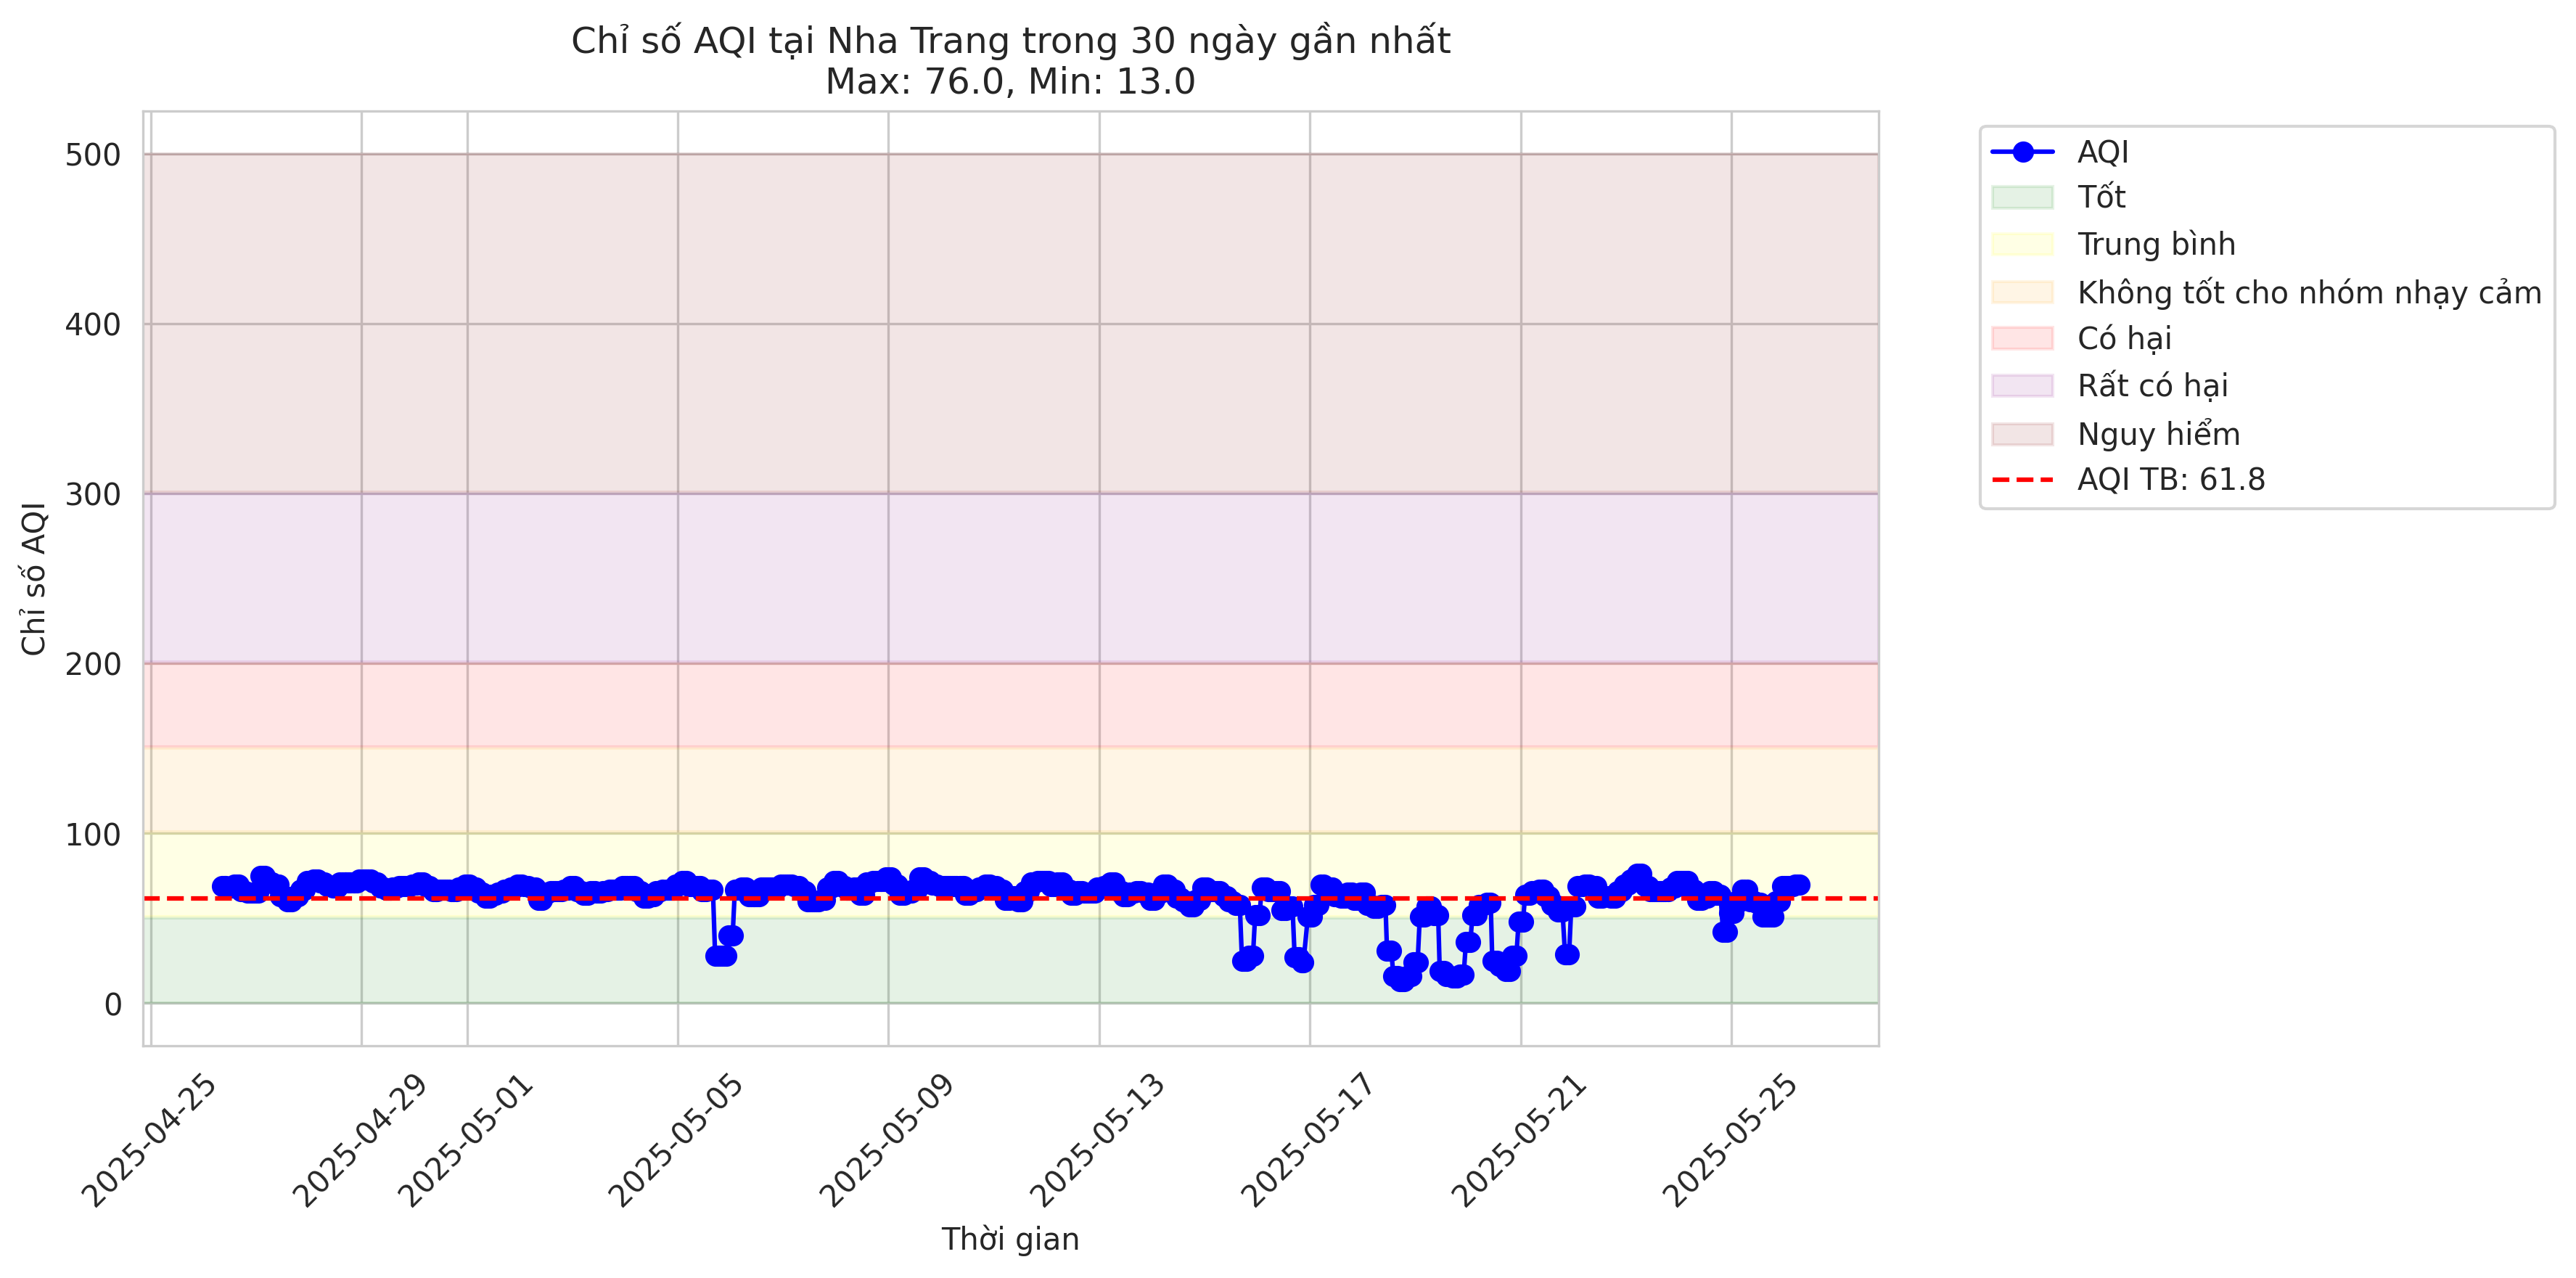 Chỉ số AQI tại Nha Trang trong 30 ngày gần nhất
Max: 76.0, Min: 13.0
Chỉ số AQI
500
400
300
200
100
0
2025-04-25
2025-04-29
2025-05-01
2025-05-05
2025-05-09
2025-05-13
2025-05-17
2025-05-21
2025-05-25
Thời gian
AQI
Tốt
Trung bình
Không tốt cho nhóm nhạy cảm
Có hại
Rất có hại
Nguy hiểm
AQI TB: 61.8